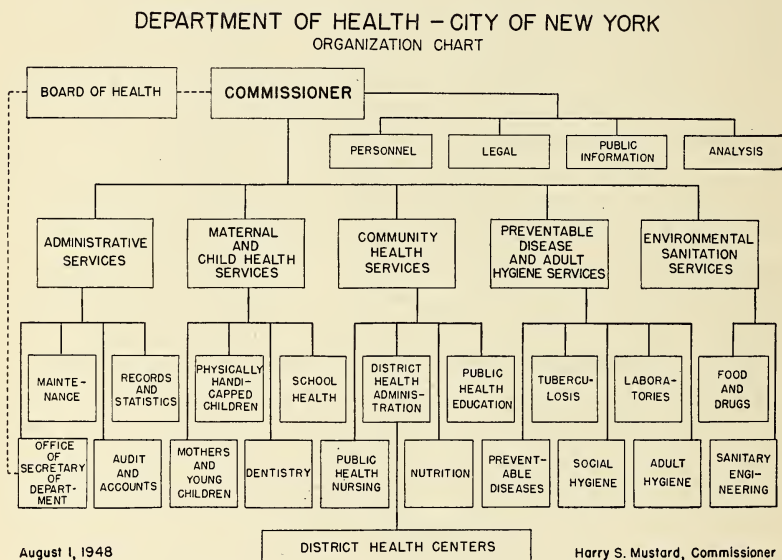 DEPARTMENT OF HEALTH – CITY OF NEW YORK
ORGANIZATION CHART
BOARD OF HEALTH
COMMISSIONER
PERSONNEL
LEGAL
PUBLIC
INFORMATION
ANALYSIS
ADMINISTRATIVE
SERVICES
MATERNAL
AND
CHILD HEALTH
SERVICES
COMMUNITY
HEALTH
SERVICES
PREVENTABLE
DISEASE
AND ADULT
HYGIENE SERVICES
ENVIRONMENTAL
SANITATION
SERVICES
MAINTE-
NANCE
RECORDS
AND
STATISTICS
PHYSICALLY
HANDI-
CAPPED
CHILDREN
SCHOOL
HEALTH
DISTRICT
HEALTH
ADMINIS-
TRATION
PUBLIC
HEALTH
EDUCATION
TUBERCU-
LOSIS
LABORA-
TORIES
FOOD
AND
DRUGS
OFFICE
OF
SECRETARY
OF
DEPART-
MENT
AUDIT
AND
ACCOUNTS
MOTHERS
AND
YOUNG
CHILDREN
DENTISTRY
PUBLIC
HEALTH
NURSING
NUTRITION
PREVENT-
ABLE
DISEASES
SOCIAL
HYGIENE
ADULT
HYGIENE
SANITARY
ENGI-
NEERING
DISTRICT HEALTH CENTERS
August 1, 1948
Harry S. Mustard, Commissioner